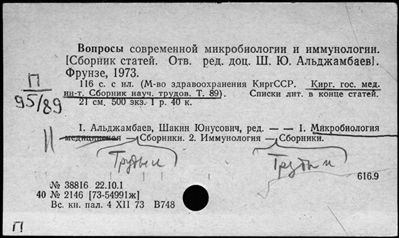 Вопросы современной микробиологии и иммунологии.
[Сборник статей. Отв. ред. доц. Ш. Ю. Альджамбаев].
Фрунзе, 1973.
П
95/89
116 с. с ил. (М-во здравоохранения КиргССР. Кирг. гос. мед.
ин-т. Сборник науч. трудов. Т. 89). Списки лит. в конце статей.
21 см. 500 экз. 1 р. 40 к.
I. Альджамбаев, Шакин Юнусович, ред. — 1. Микробиология
медицинская — Сборники. 2. Иммунология — Сборники.
Труды и
Труды и
616.9
№ 38816 22.10.1
40 № 2146 [73-54991ж]
Вс. кн. пал. 4 XII 73 В748
П